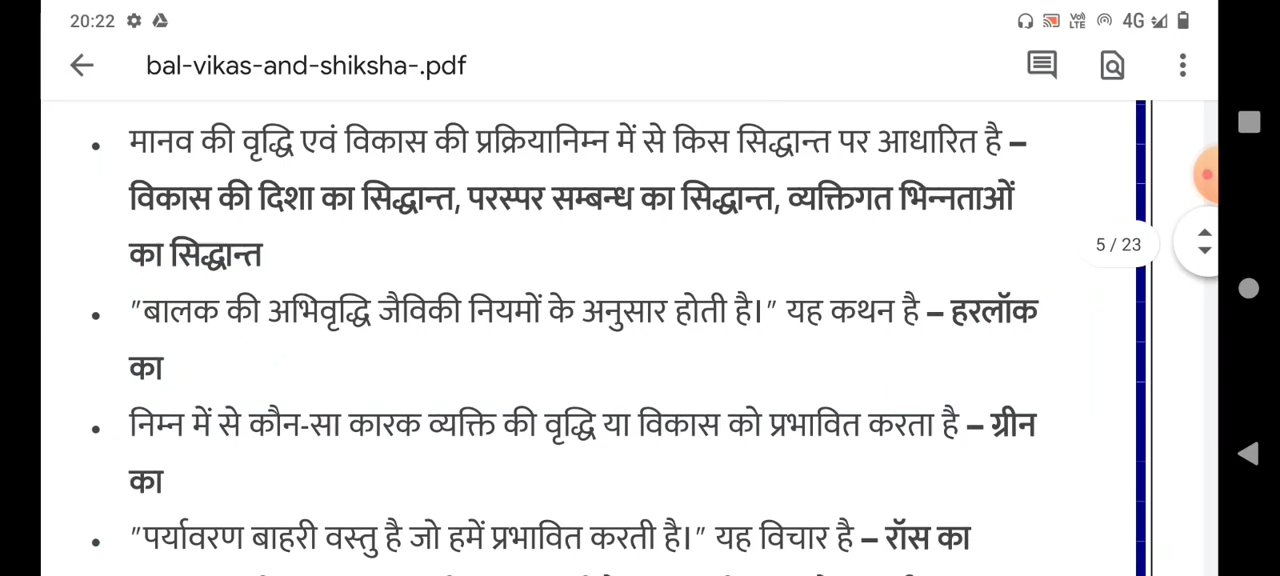 20:22
Vol) LTE 4G
bal-vikas-and-shiksha-.pdf
• मानव की वृद्धि एवं विकास की प्रक्रियानिम्न में से किस सिद्धान्त पर आधारित है –
विकास की दिशा का सिद्धान्त, परस्पर सम्बन्ध का सिद्धान्त, व्यक्तिगत भिन्नताओं
का सिद्धान्त
5 / 23
• ”बालक की अभिवृद्धि जैविकी नियमों के अनुसार होती है।” यह कथन है – हरलॉक
का
• निम्न में से कौन-सा कारक व्यक्ति की वृद्धि या विकास को प्रभावित करता है – ग्रीन
का
• ”पर्यावरण बाहरी वस्तु है जो हमें प्रभावित करती है।” यह विचार है – रॉस का